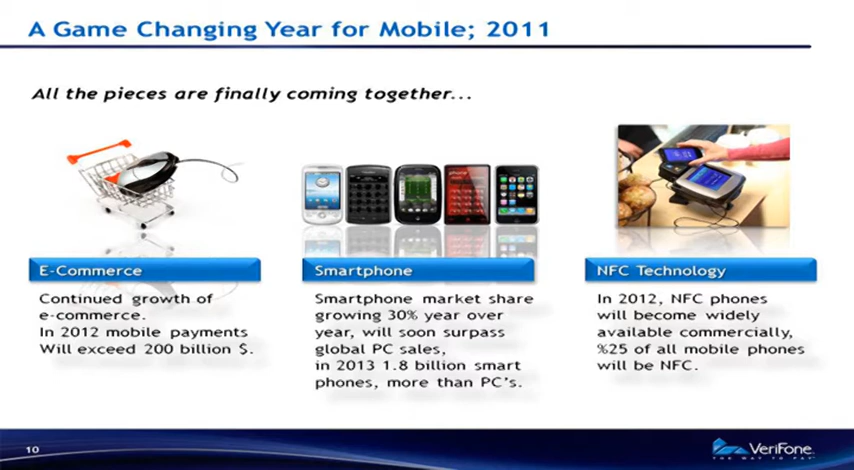 A Game Changing Year for Mobile; 2011
All the pieces are finally coming together...
E-Commerce
Continued growth of
e-commerce.
In 2012 mobile payments
Will exceed 200 billion $.
Smartphone
Smartphone market share
growing 30% year over
year, will soon surpass
global PC sales,
in 2013 1.8 billion smart
phones, more than PC's.
NFC Technology
In 2012, NFC phones
will become widely
available commercially,
%25 of all mobile phones
will be NFC.
10
VeriFone.
THE WAY TO PAY